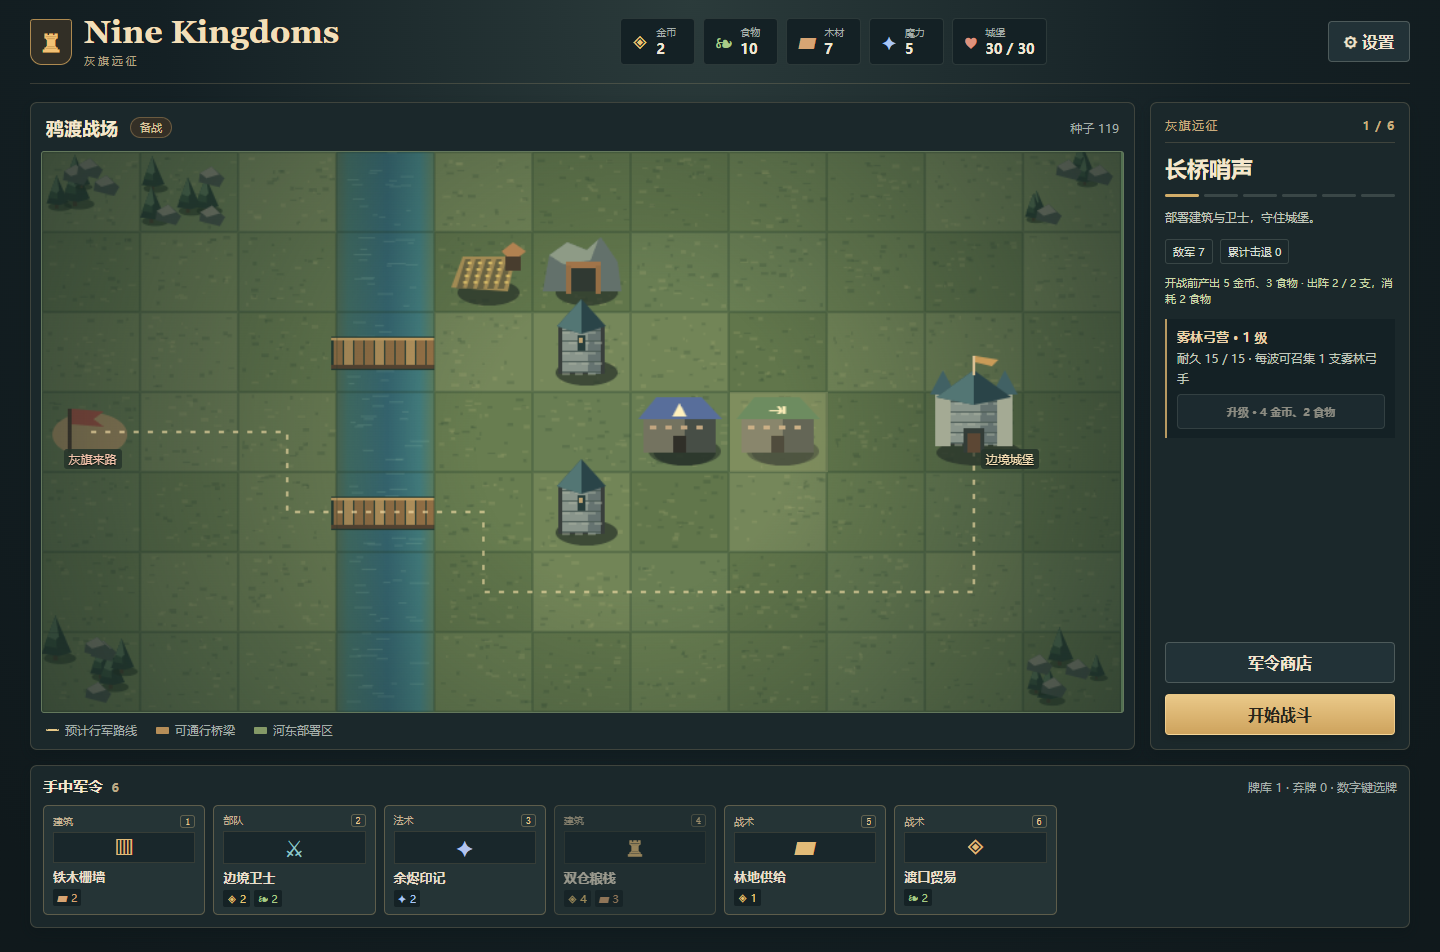 Nine Kingdoms
灰旗远征
金币
2
食物
10
木材
7
魔力
5
城堡
30 / 30
设置
鸦渡战场
备战
种子 119
灰旗来路
边境城堡
预计行军路线
可通行桥梁
河东部署区
灰旗远征
1 / 6
长桥哨声
部署建筑与卫士，守住城堡。
敌军 7
累计击退 0
开战前产出 5 金币、3 食物 · 出阵 2 / 2 支，消
耗 2 食物
雾林弓营 • 1 级
耐久 15 / 15 · 每波可召集 1 支雾林弓
手
升级 • 4 金币、2 食物
军令商店
开始战斗
手中军令 6
牌库 1 · 弃牌 0 · 数字键选牌
建筑 1
铁木栅墙
2
部队 2
边境卫士
2 2
法术 3
余烬印记
2
建筑 4
双仓粮栈
4 3
战术 5
林地供给
1
战术 6
渡口贸易
2